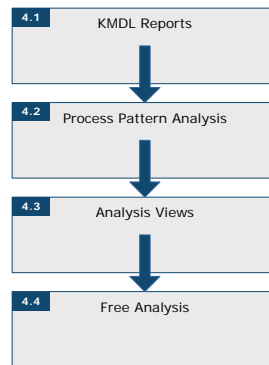 4.1
KMDL Reports
4.2
Process Pattern Analysis
4.3
Analysis Views
4.4
Free Analysis